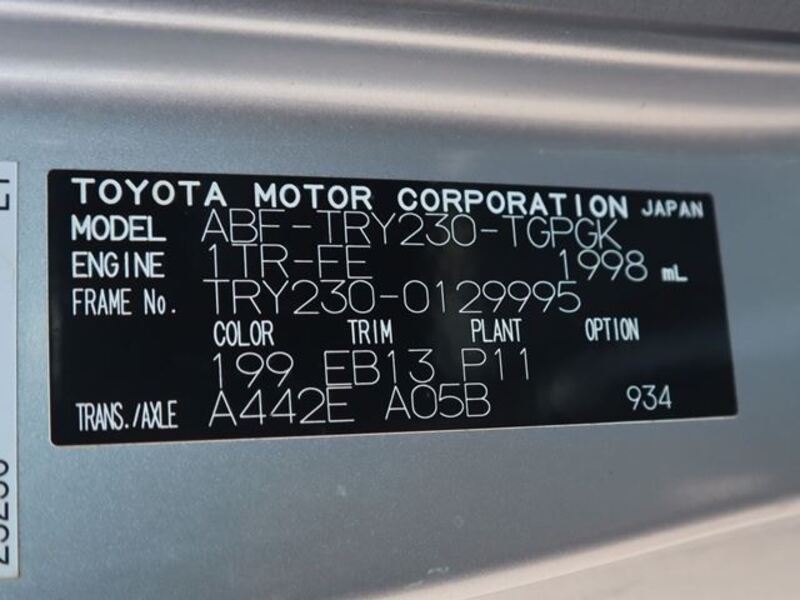 TOYOTA MOTOR CORPORATION JAPAN
MODEL ABF-TRY230-TGPGK
ENGINE 1TR-FE 1998 mL
FRAME No. TRY230-0129995
COLOR TRIM PLANT OPTION
199 EB13 P11
TRANS./AXLE A442E A05B 934